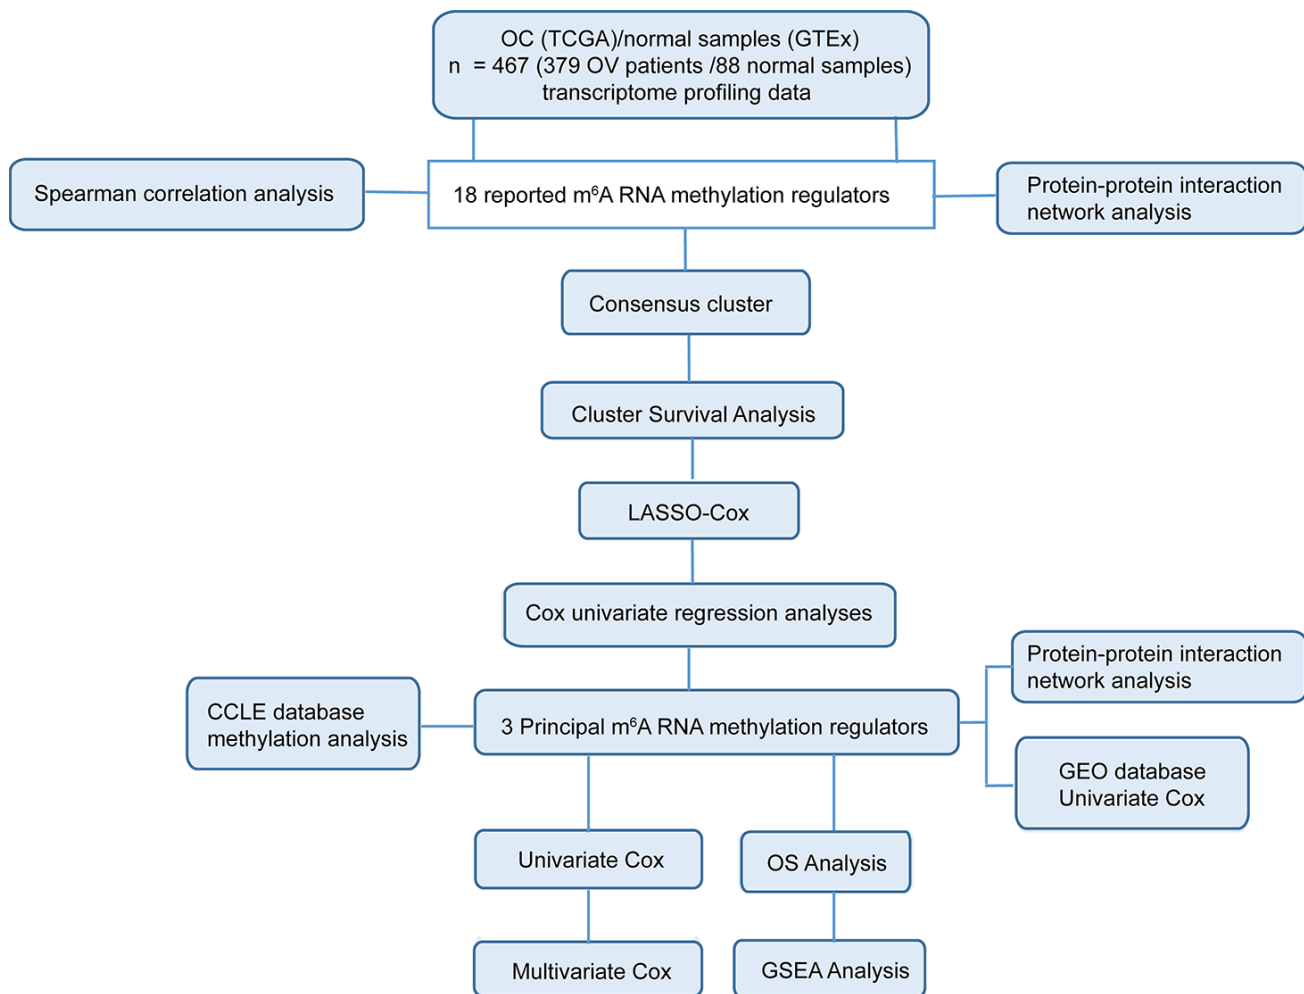 OC (TCGA)/normal samples (GTEx)
n = 467 (379 OV patients /88 normal samples)
transcriptome profiling data
Spearman correlation analysis
18 reported m⁶A RNA methylation regulators
Protein-protein interaction
network analysis
Consensus cluster
Cluster Survival Analysis
LASSO-Cox
Cox univariate regression analyses
CCLE database
methylation analysis
3 Principal m⁶A RNA methylation regulators
Protein-protein interaction
network analysis
GEO database
Univariate Cox
Univariate Cox
OS Analysis
Multivariate Cox
GSEA Analysis